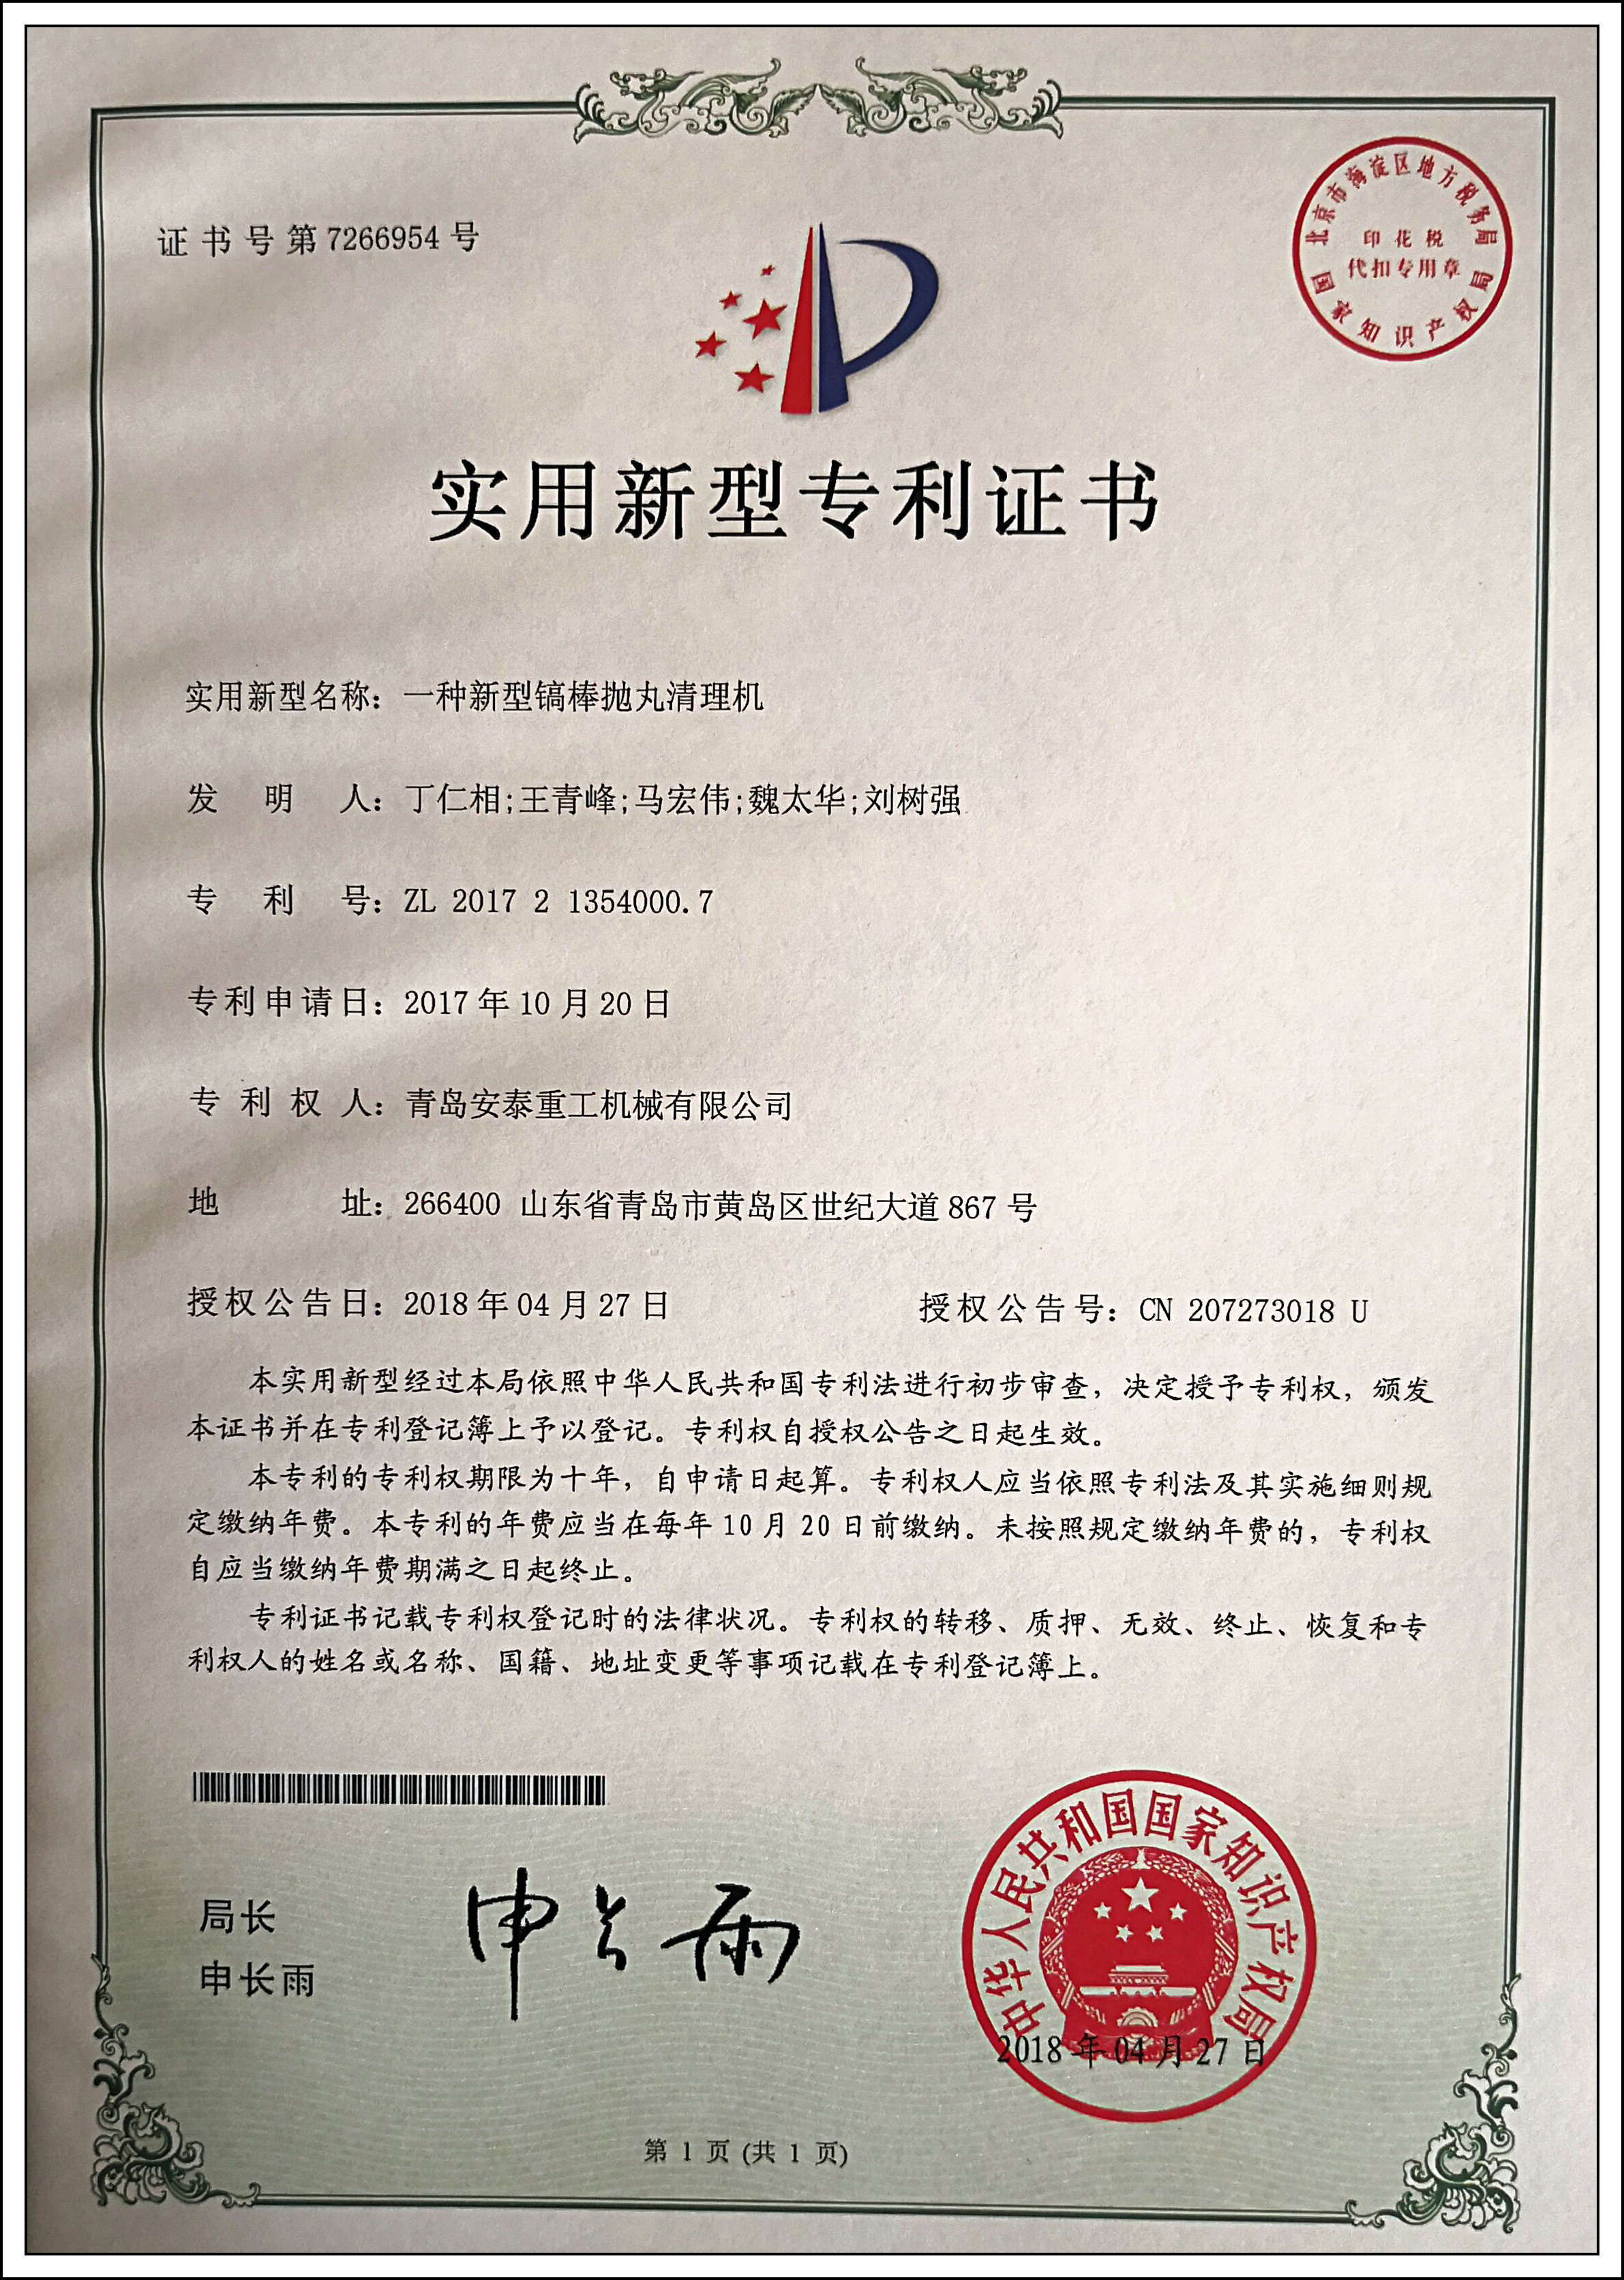 证书号第7266954号
北京市海淀区地方税务局
印花税
代扣专用章
国家知识产权局
实用新型专利证书
实用新型名称：一种新型镐棒抛丸清理机
发明人：丁仁相;王青峰;马宏伟;魏太华;刘树强
专利号：ZL 2017 2 1354000.7
专利申请日：2017年10月20日
专利权人：青岛安泰重工机械有限公司
地址：266400 山东省青岛市黄岛区世纪大道867号
授权公告日：2018年04月27日 授权公告号：CN 207273018 U
本实用新型经过本局依照中华人民共和国专利法进行初步审查，决定授予专利权，颁发
本证书并在专利登记簿上予以登记。专利权自授权公告之日起生效。
本专利的专利权期限为十年，自申请日起算。专利权人应当依照专利法及其实施细则规
定缴纳年费。本专利的年费应当在每年10月20日前缴纳。未按照规定缴纳年费的，专利权
自应当缴纳年费期满之日起终止。
专利证书记载专利权登记时的法律状况。专利权的转移、质押、无效、终止、恢复和专
利权人的姓名或名称、国籍、地址变更等事项记载在专利登记簿上。
局长
申长雨
申长雨
中华人民共和国国家知识产权局
2018年04月27日
第1页(共1页)